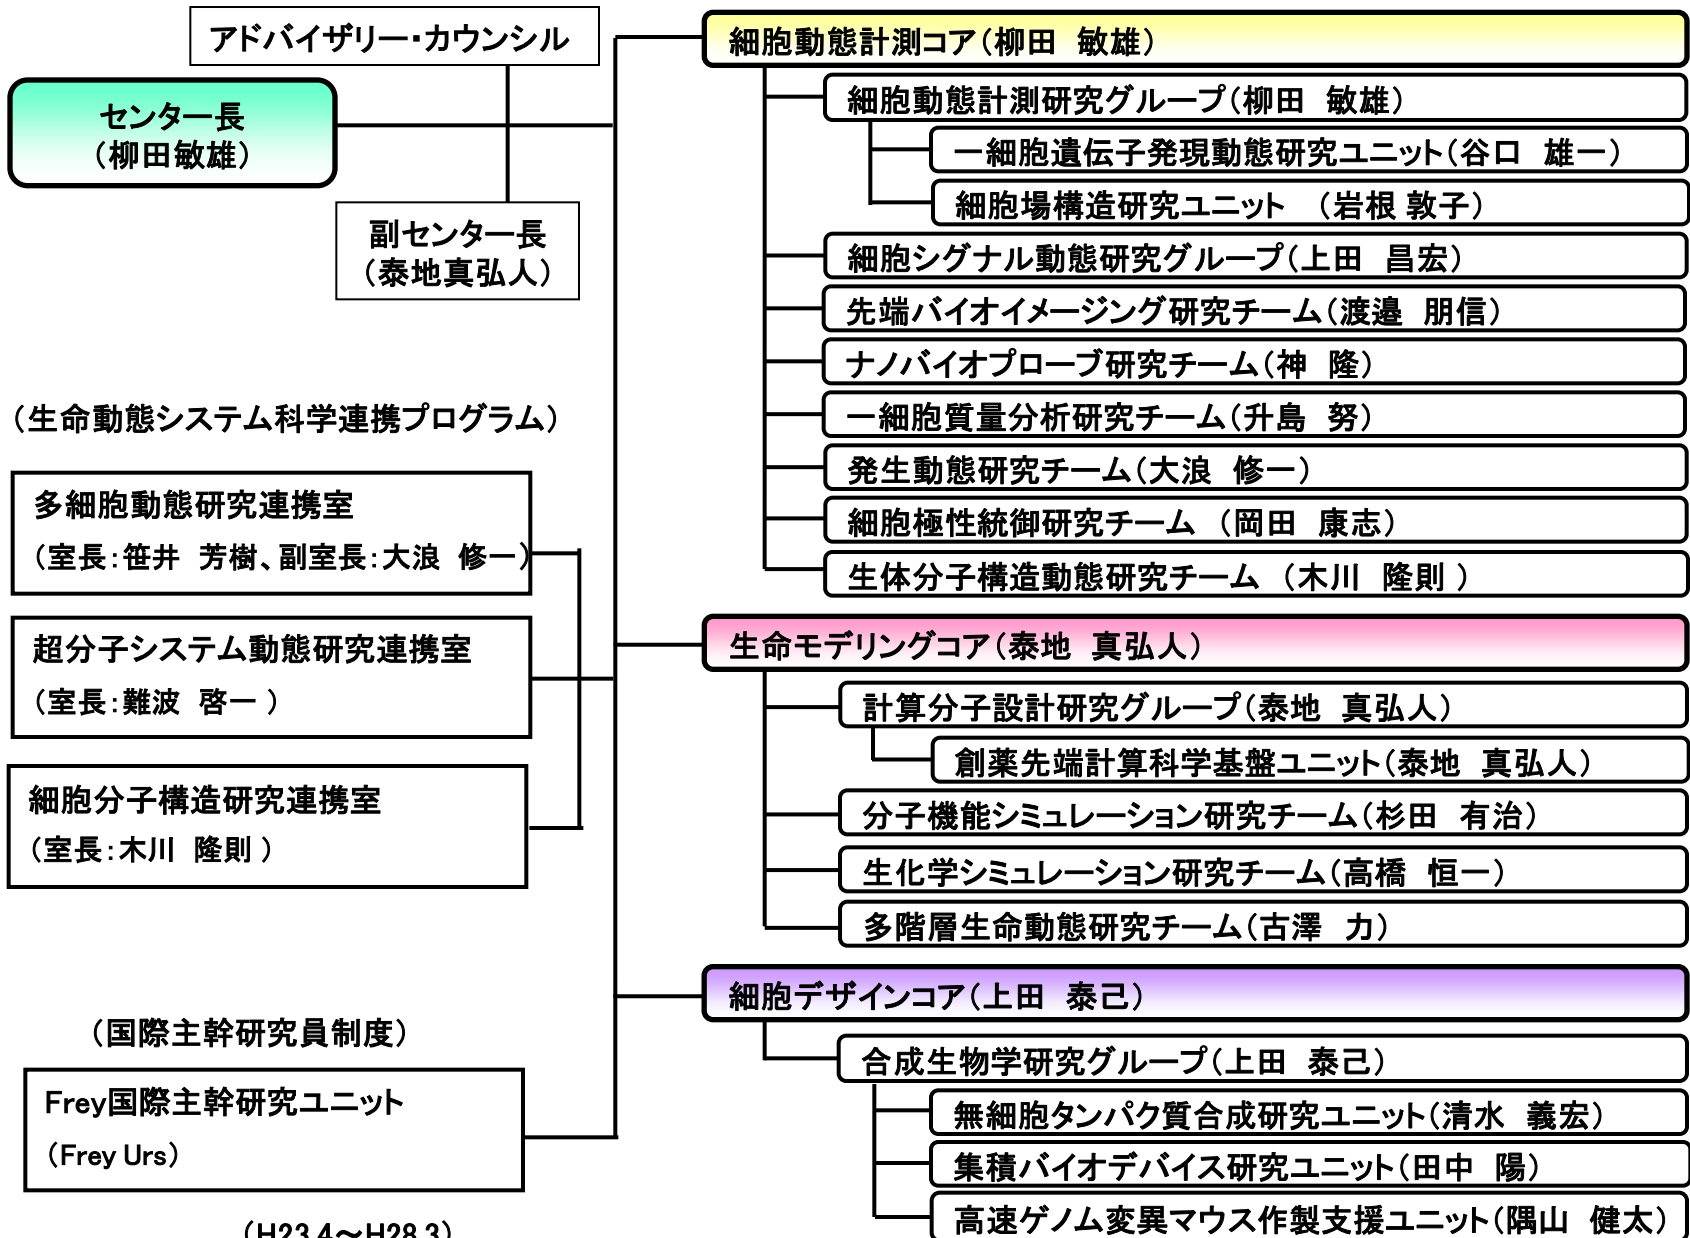 アドバイザリー・カウンシル
センター長
（柳田敏雄）
副センター長
（泰地真弘人）
（生命動態システム科学連携プログラム）
多細胞動態研究連携室
（室長：笹井　芳樹、副室長：大浪　修一）
超分子システム動態研究連携室
（室長：難波　啓一 ）
細胞分子構造研究連携室
（室長：木川　隆則 ）
（国際主幹研究員制度）
Frey国際主幹研究ユニット
（Frey Urs）
（H23.4～H28.3）
細胞動態計測コア（柳田　敏雄）
細胞動態計測研究グループ（柳田　敏雄）
一細胞遺伝子発現動態研究ユニット（谷口　雄一）
細胞場構造研究ユニット　（岩根 敦子）
細胞シグナル動態研究グループ（上田　昌宏）
先端バイオイメージング研究チーム（渡邉　朋信）
ナノバイオプローブ研究チーム（神　隆）
一細胞質量分析研究チーム（升島　努）
発生動態研究チーム（大浪　修一）
細胞極性統御研究チーム　（岡田　康志）
生体分子構造動態研究チーム　（木川　隆則 ）
生命モデリングコア（泰地　真弘人）
計算分子設計研究グループ（泰地　真弘人）
創薬先端計算科学基盤ユニット（泰地　真弘人）
分子機能シミュレーション研究チーム（杉田　有治）
生化学シミュレーション研究チーム（高橋　恒一）
多階層生命動態研究チーム（古澤　力）
細胞デザインコア（上田　泰己）
合成生物学研究グループ（上田　泰己）
無細胞タンパク質合成研究ユニット（清水　義宏）
集積バイオデバイス研究ユニット（田中　陽）
高速ゲノム変異マウス作製支援ユニット（隅山　健太）